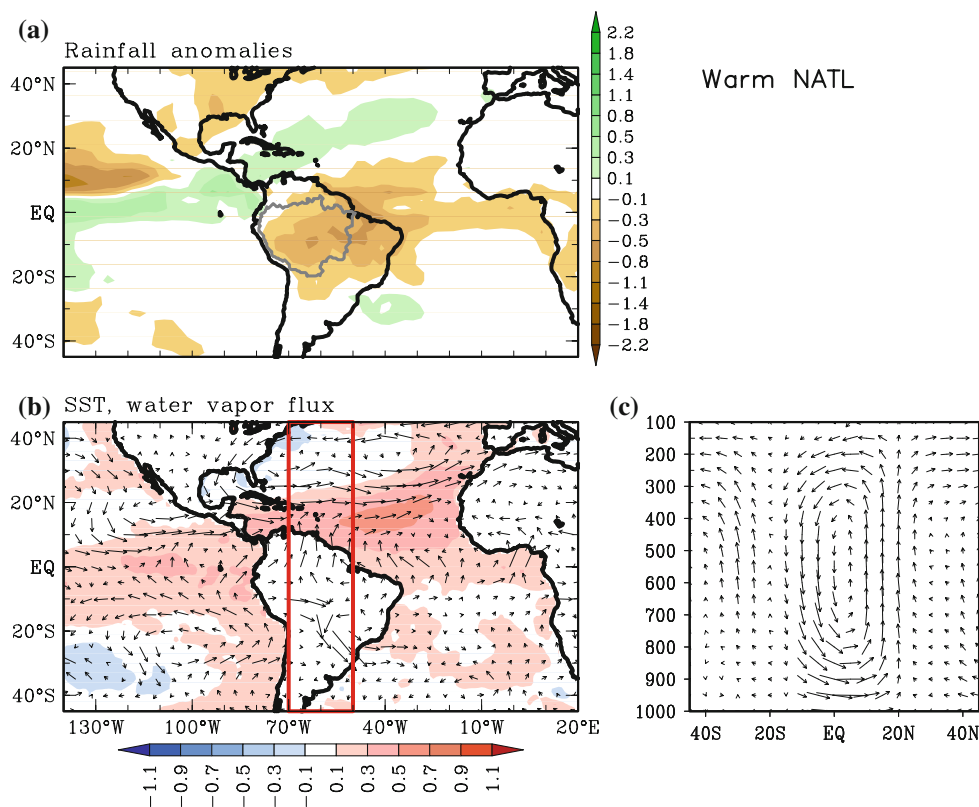 (a)
Rainfall anomalies
Warm NATL
40°N
20°N
EQ
20°S
40°S
2.2
1.8
1.4
1.1
0.8
0.5
0.3
0.1
−0.1
−0.3
−0.5
−0.8
−1.1
−1.4
−1.8
−2.2
(b) SST, water vapor flux
40°N
20°N
EQ
20°S
40°S
130°W 100°W 70°W 40°W 10°W 20°E
−1.1 −0.9 −0.7 −0.5 −0.3 −0.1 0.1 0.3 0.5 0.7 0.9 1.1
(c)
100
200
300
400
500
600
700
800
900
1000
40S 20S EQ 20N 40N